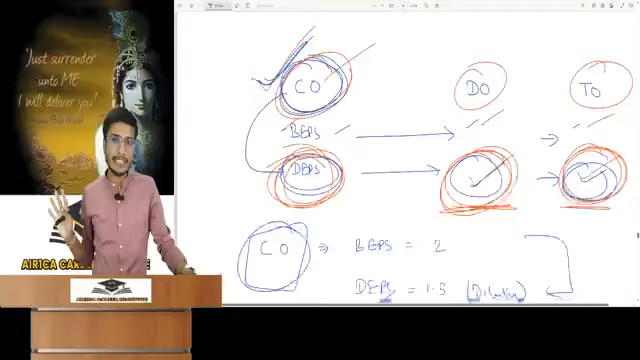 "Just surrender
unto ME
I will deliver you"
AIRICA CAREER INSTITUTE
CO DO TO
BEPS
DEPS
CO ⇒ BEPS = 2
DEPS = 1.5 (Dilutive)